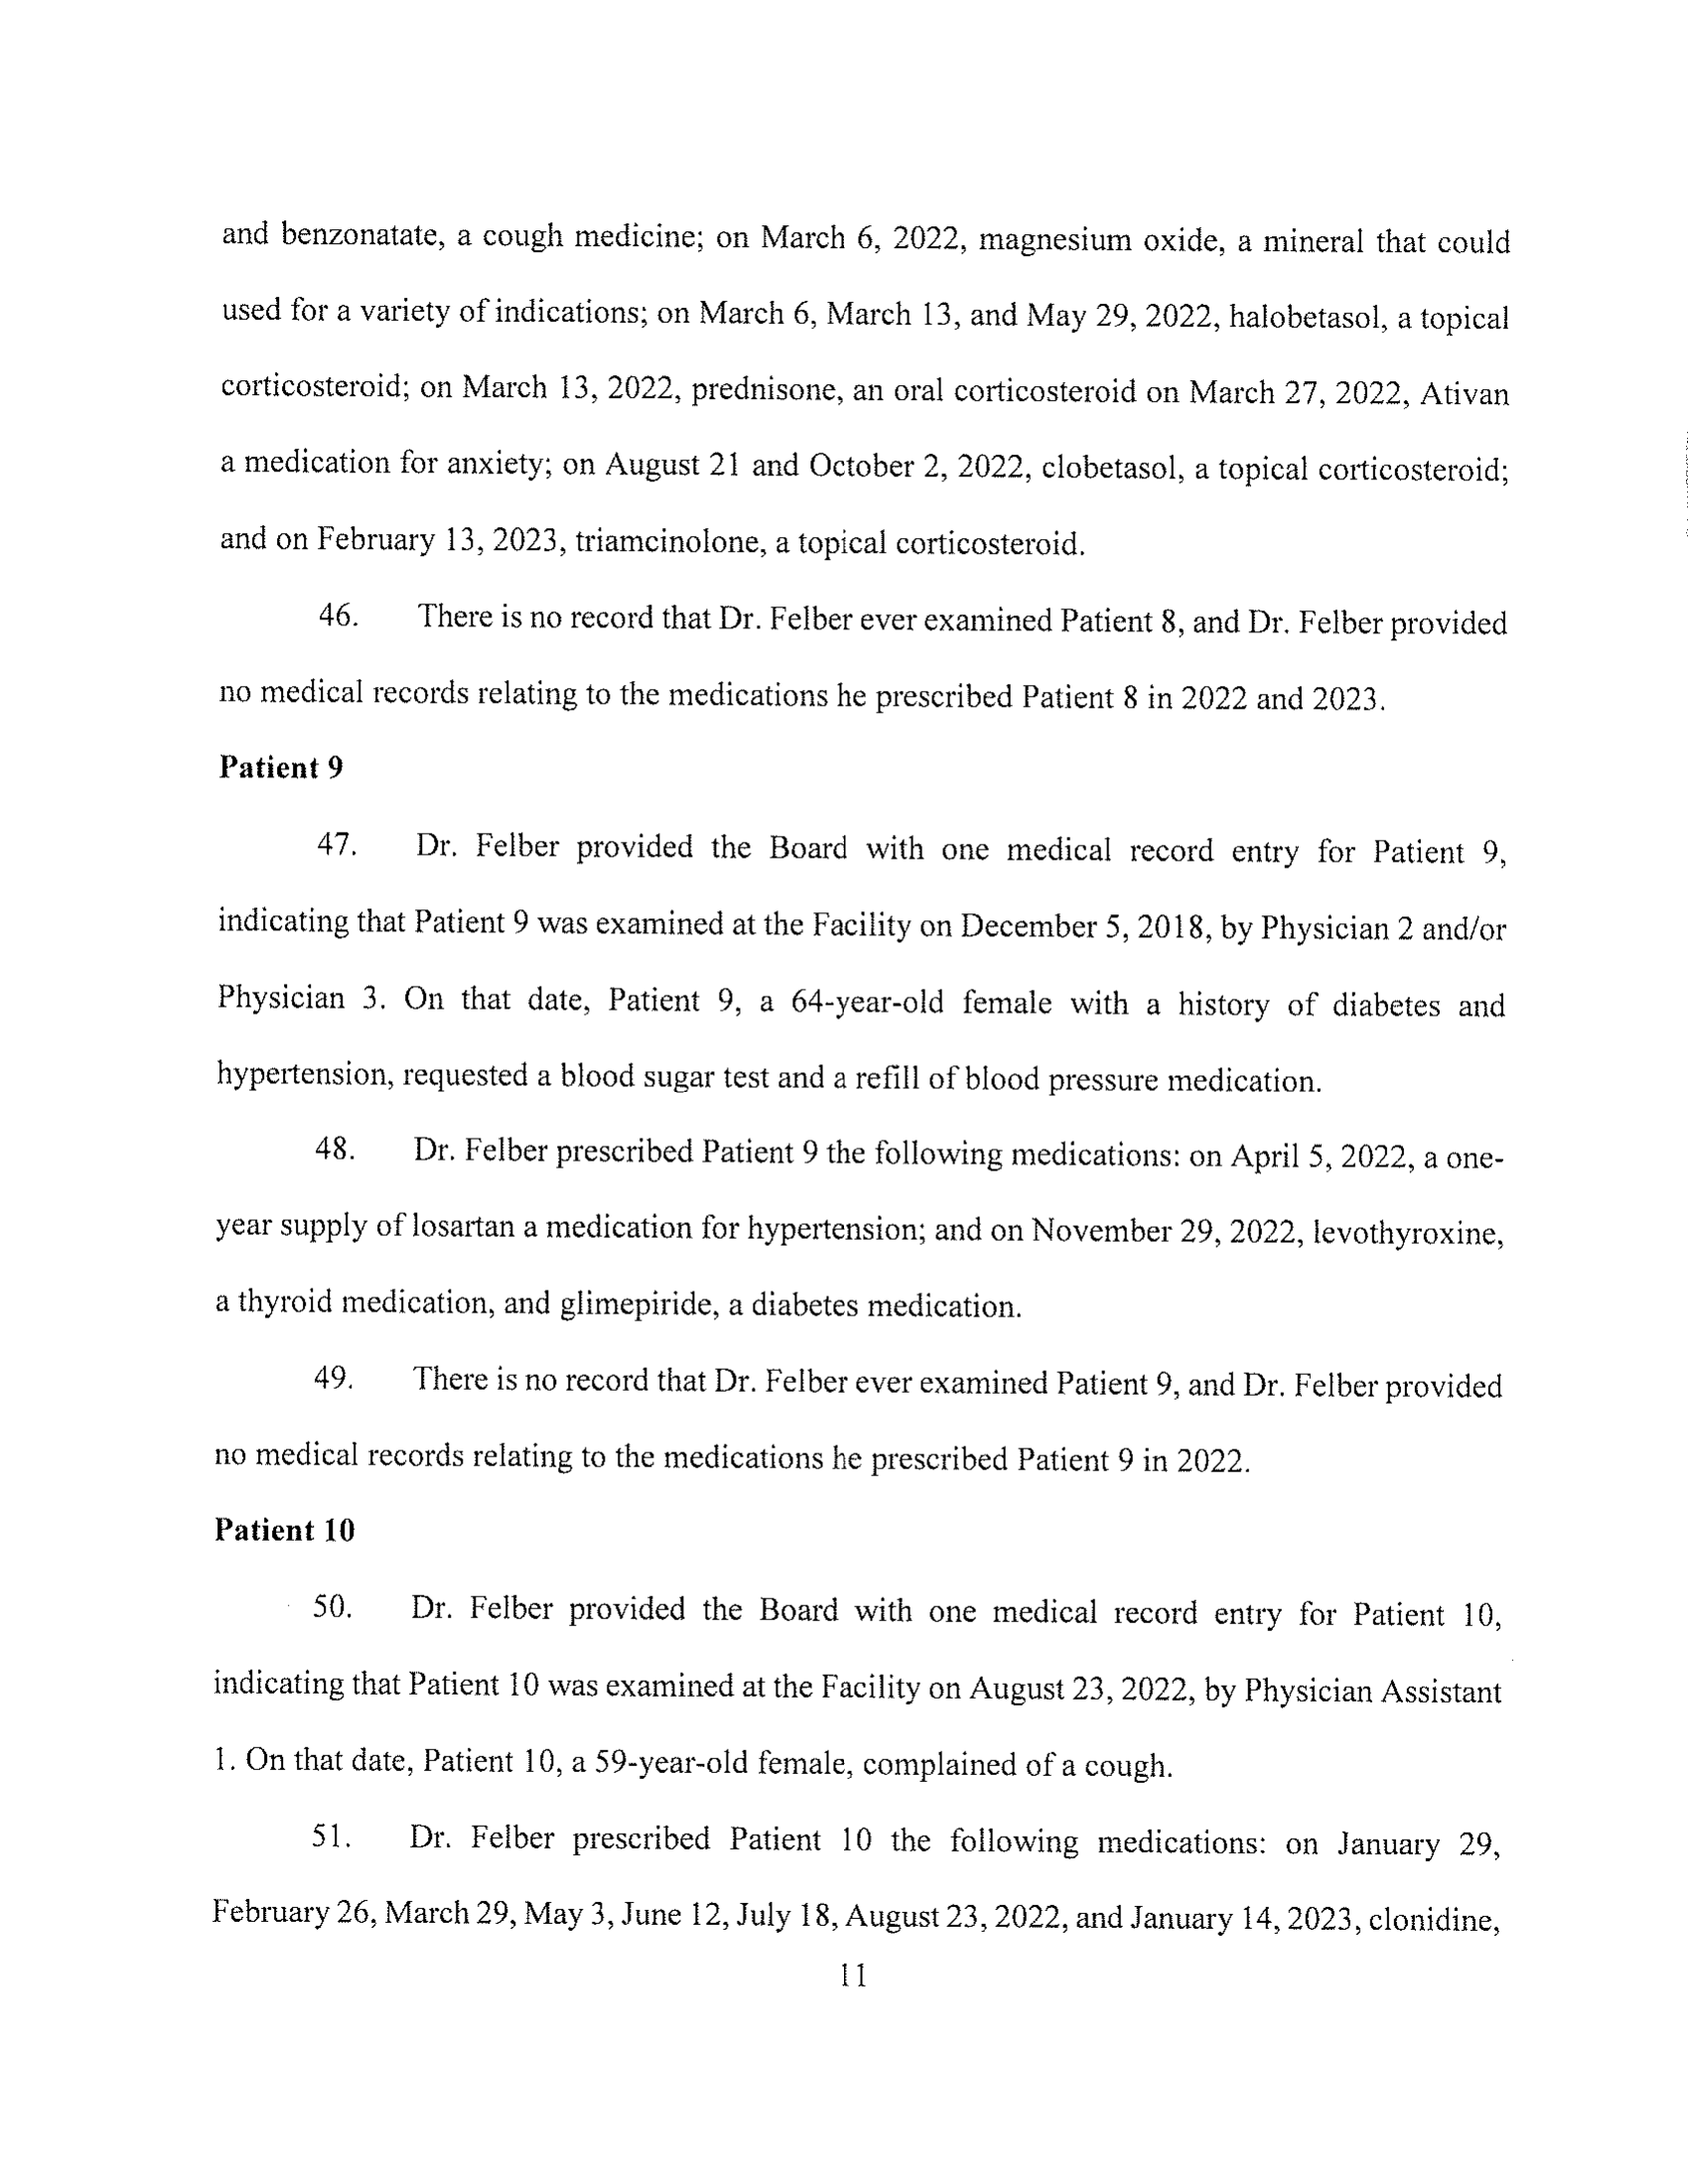 and benzonatate, a cough medicine; on March 6, 2022, magnesium oxide, a mineral that could
used for a variety of indications; on March 6, March 13, and May 29, 2022, halobetasol, a topical
corticosteroid; on March 13, 2022, prednisone, an oral corticosteroid on March 27, 2022, Ativan
a medication for anxiety; on August 21 and October 2, 2022, clobetasol, a topical corticosteroid;
and on February 13, 2023, triamcinolone, a topical corticosteroid.
46. There is no record that Dr. Felber ever examined Patient 8, and Dr. Felber provided
no medical records relating to the medications he prescribed Patient 8 in 2022 and 2023.
Patient 9
47. Dr. Felber provided the Board with one medical record entry for Patient 9,
indicating that Patient 9 was examined at the Facility on December 5, 2018, by Physician 2 and/or
Physician 3. On that date, Patient 9, a 64-year-old female with a history of diabetes and
hypertension, requested a blood sugar test and a refill of blood pressure medication.
48. Dr. Felber prescribed Patient 9 the following medications: on April 5, 2022, a one-
year supply of losartan a medication for hypertension; and on November 29, 2022, levothyroxine,
a thyroid medication, and glimepiride, a diabetes medication.
49. There is no record that Dr. Felber ever examined Patient 9, and Dr. Felber provided
no medical records relating to the medications he prescribed Patient 9 in 2022.
Patient 10
50. Dr. Felber provided the Board with one medical record entry for Patient 10,
indicating that Patient 10 was examined at the Facility on August 23, 2022, by Physician Assistant
1. On that date, Patient 10, a 59-year-old female, complained of a cough.
51. Dr. Felber prescribed Patient 10 the following medications: on January 29,
February 26, March 29, May 3, June 12, July 18, August 23, 2022, and January 14, 2023, clonidine,
11